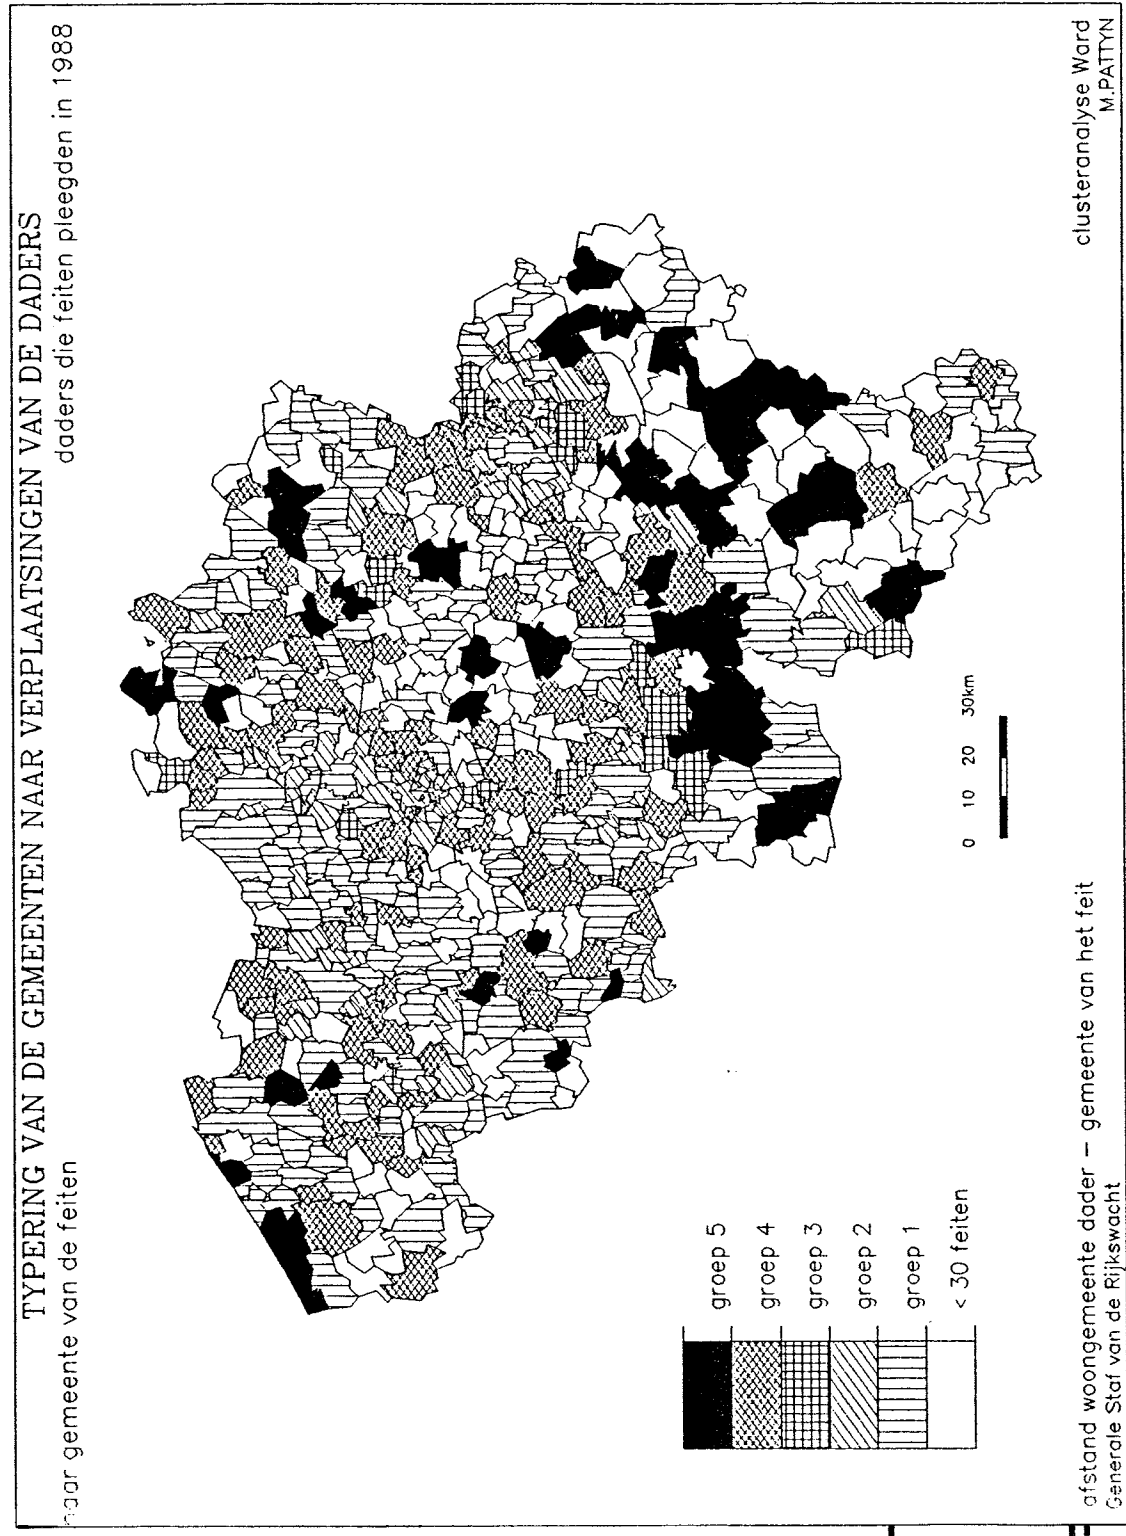 TYPERING VAN DE GEMEENTEN NAAR VERPLAATSINGEN VAN DE DADERS
naar gemeente van de feiten
daders die feiten pleegden in 1988
groep 5
groep 4
groep 3
groep 2
groep 1
< 30 feiten
0 10 20 30km
afstand woongemeente dader – gemeente van het feit
Generale Staf van de Rijkswacht
clusteranalyse Ward
M.PATTYN